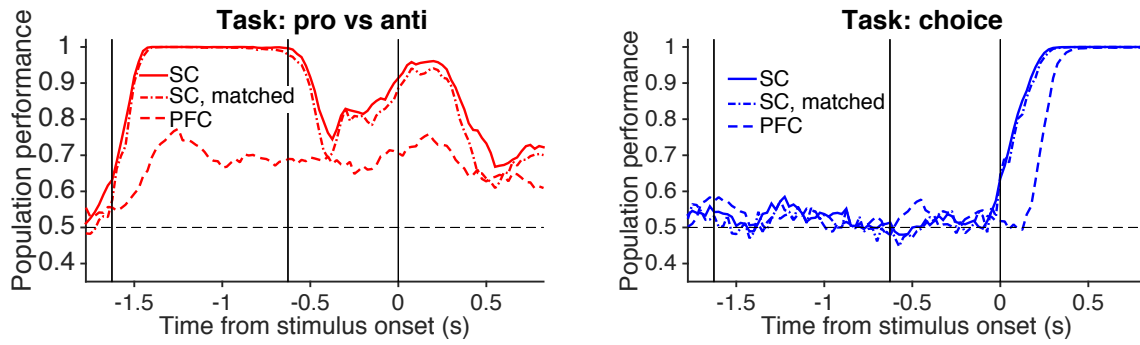 Task: pro vs anti
Population performance
1
0.9
0.8
0.7
0.6
0.5
0.4
SC
SC, matched
PFC
-1.5
-1
-0.5
0
0.5
Time from stimulus onset (s)
Task: choice
Population performance
1
0.9
0.8
0.7
0.6
0.5
0.4
SC
SC, matched
PFC
-1.5
-1
-0.5
0
0.5
Time from stimulus onset (s)